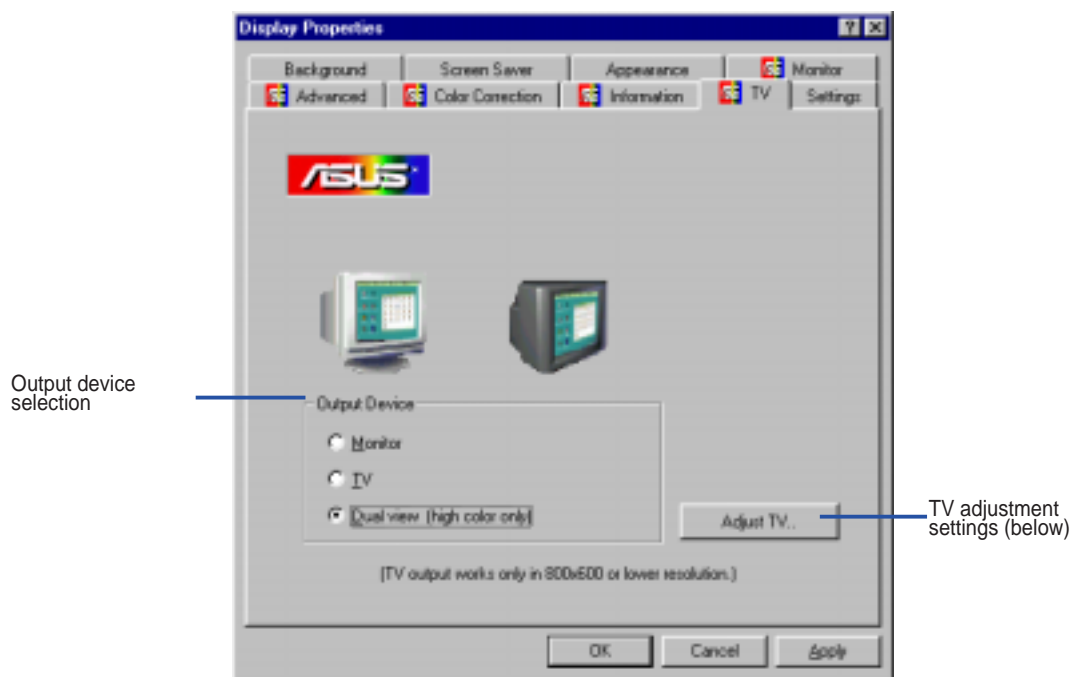 Display Properties
Background Screen Saver Appearance Monitor
Advanced Color Correction Information TV Settings
ASUS
Output device
selection
Output Device
Monitor
TV
Dual view (high color only)
Adjust TV..
TV adjustment
settings (below)
(TV output works only in 800x600 or lower resolution.)
OK Cancel Apply